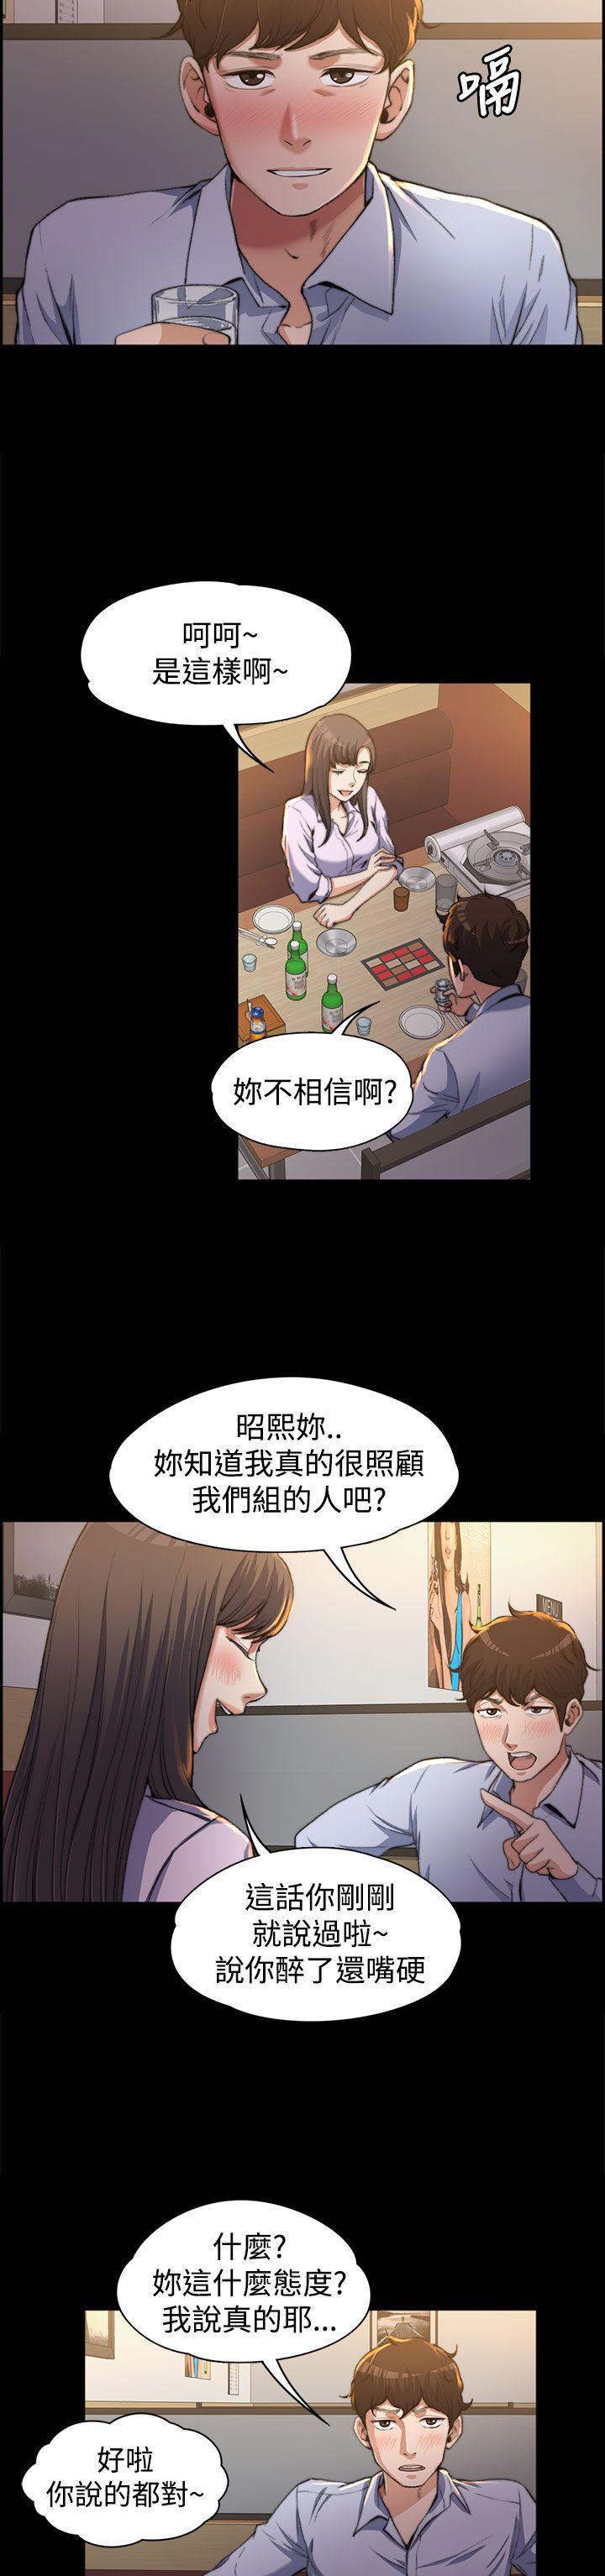 嗝
呵呵~
是這樣啊~
妳不相信啊?
昭熙妳..
妳知道我真的很照顧
我們組的人吧?
MENU
這話你剛剛
就說過啦~
說你醉了還嘴硬
什麼?
妳這什麼態度?
我說真的耶...
好啦
你說的都對~